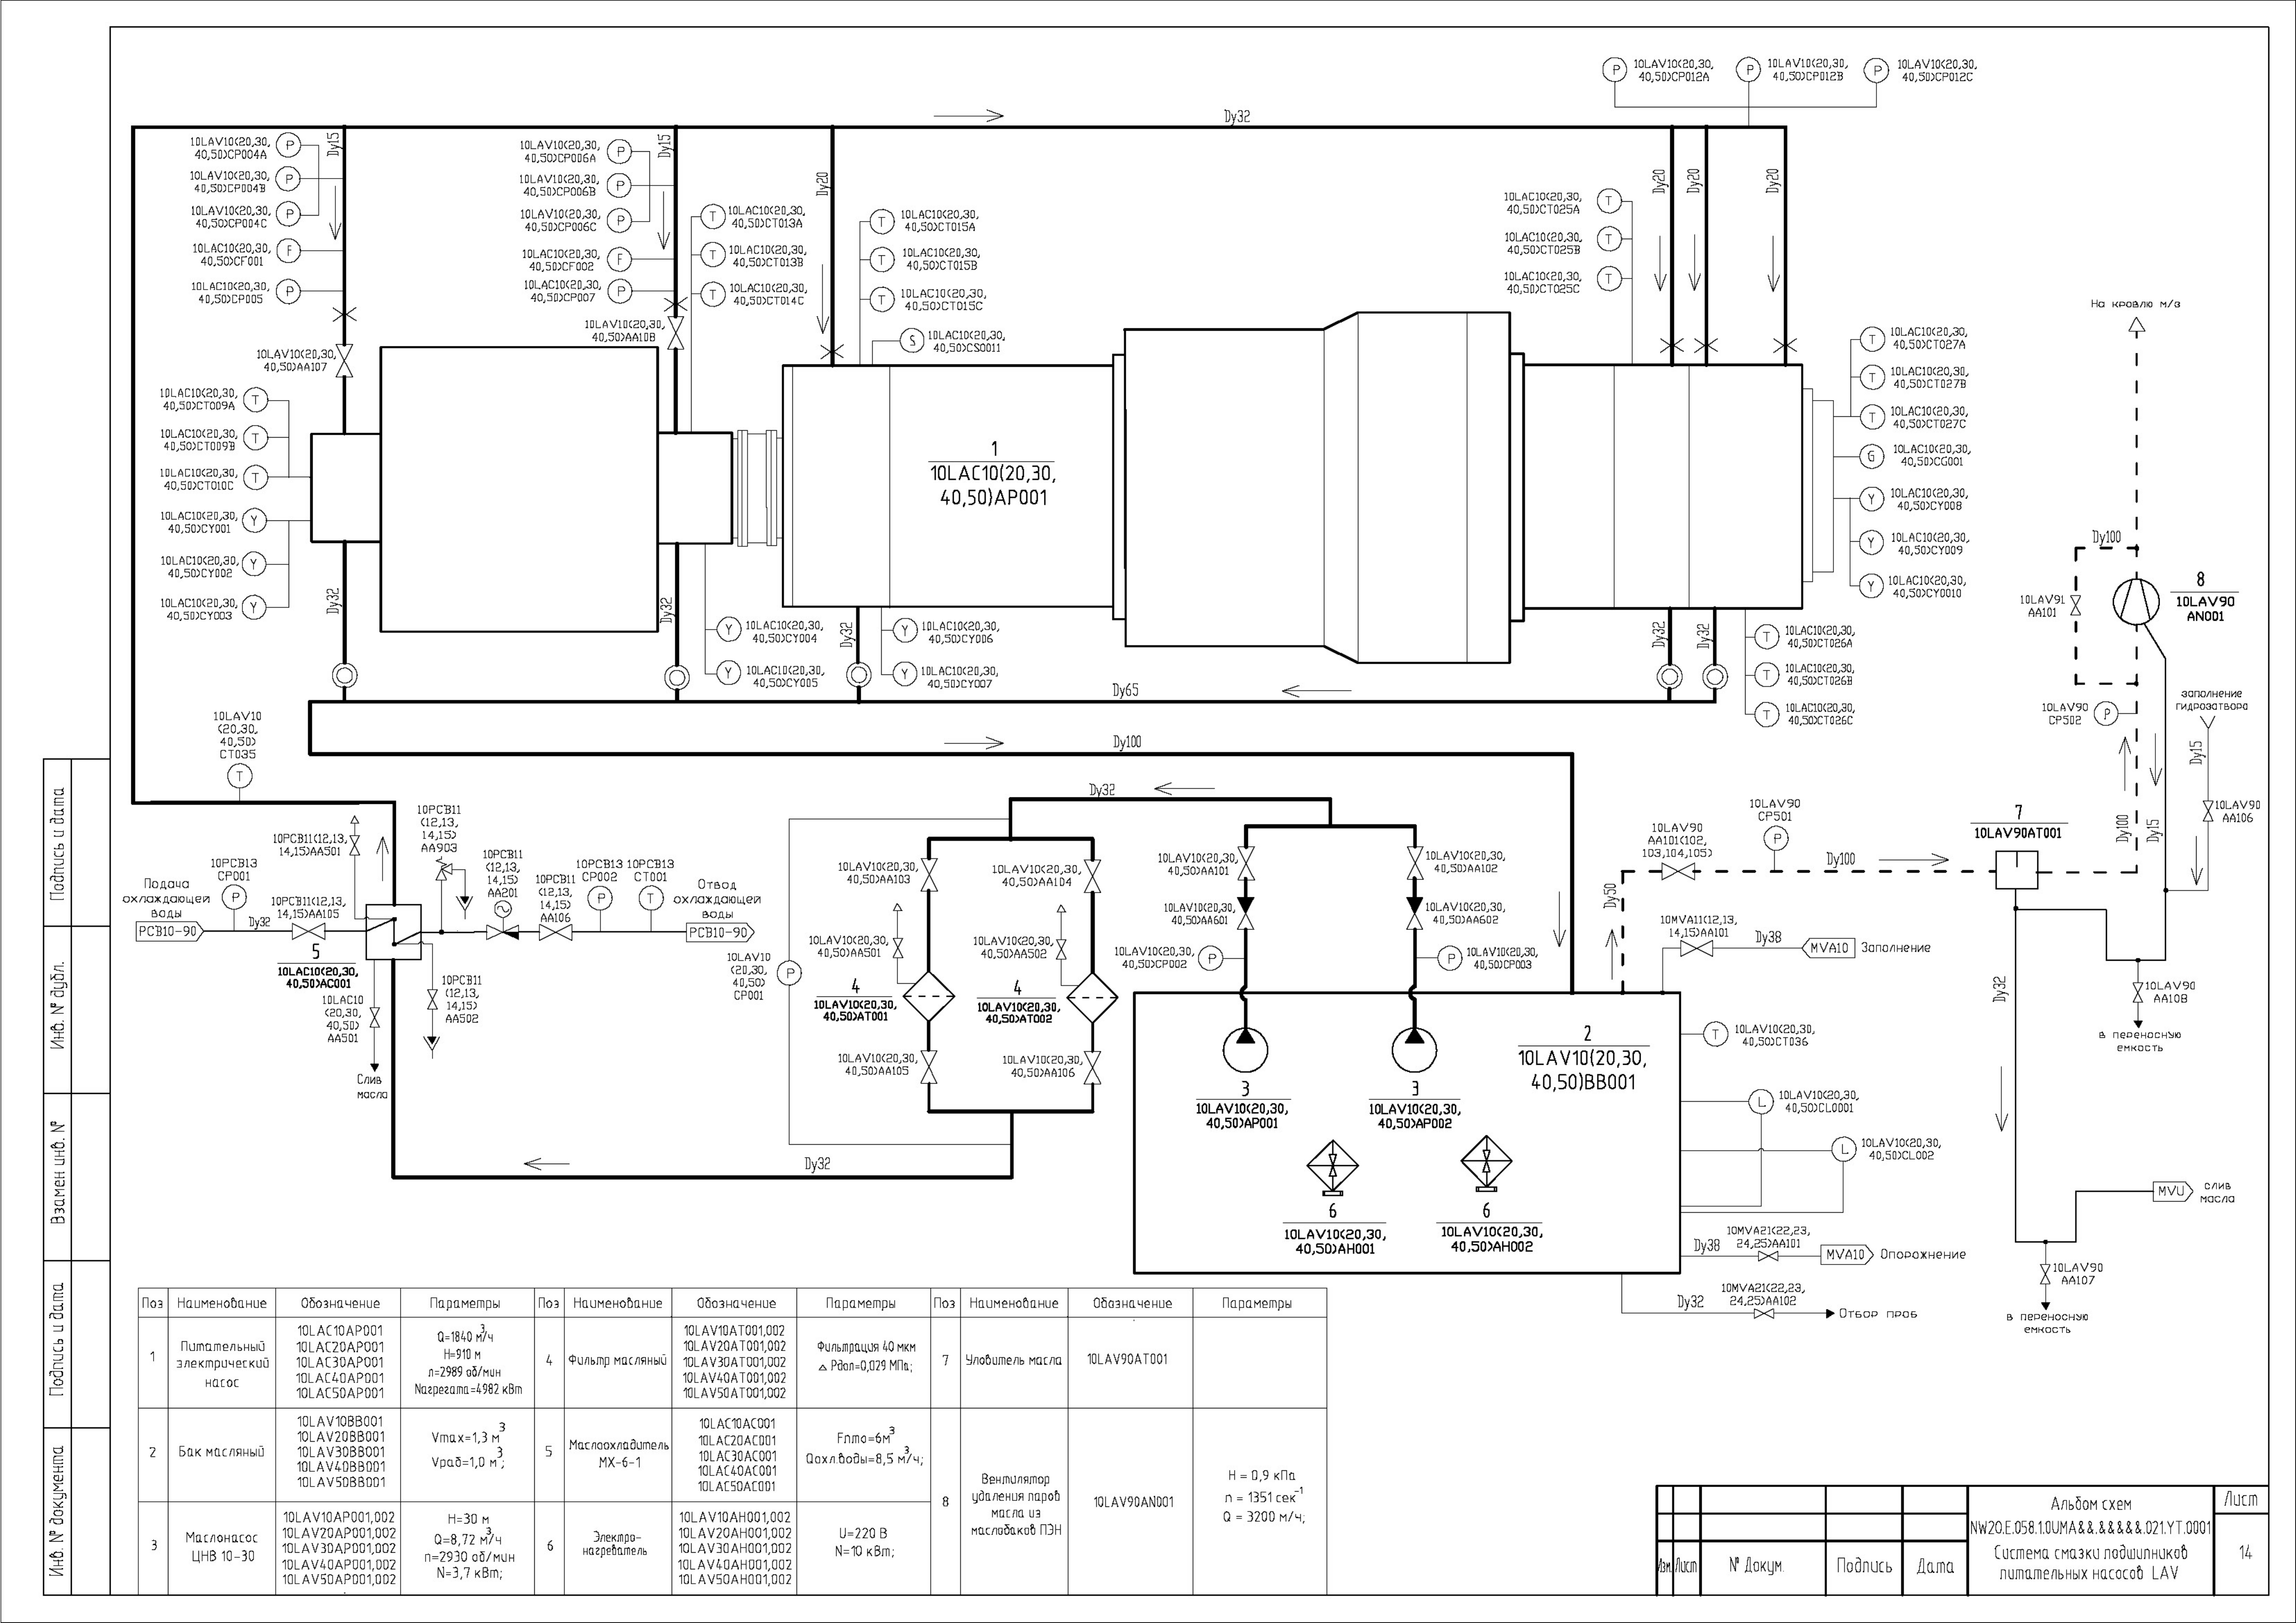 10LAV10(20,30,
40,50)CP012A
10LAV10(20,30,
40,50)CP012B
10LAV10(20,30,
40,50)CP012C
P
P
P
Dy32
10LAV10(20,30,
40,50)CP004A
P
10LAV10(20,30,
40,50)CP004B
P
10LAV10(20,30,
40,50)CP004C
P
10LAC10(20,30,
40,50)CF001
F
10LAC10(20,30,
40,50)CP005
P
Dy15
10LAV10(20,30,
40,50)AA107
10LAV10(20,30,
40,50)CP006A
P
10LAV10(20,30,
40,50)CP006B
P
10LAV10(20,30,
40,50)CP006C
P
10LAC10(20,30,
40,50)CF002
F
10LAC10(20,30,
40,50)CP007
P
Dy15
10LAV10(20,30,
40,50)AA108
T
10LAC10(20,30,
40,50)CT013A
T
10LAC10(20,30,
40,50)CT013B
T
10LAC10(20,30,
40,50)CT014C
Dy20
T
10LAC10(20,30,
40,50)CT015A
T
10LAC10(20,30,
40,50)CT015B
T
10LAC10(20,30,
40,50)CT015C
S
10LAC10(20,30,
40,50)CS0011
10LAC10(20,30,
40,50)CT025A
T
10LAC10(20,30,
40,50)CT025B
T
10LAC10(20,30,
40,50)CT025C
T
Dy20
Dy20
Dy20
T
10LAC10(20,30,
40,50)CT027A
T
10LAC10(20,30,
40,50)CT027B
T
10LAC10(20,30,
40,50)CT027C
G
10LAC10(20,30,
40,50)CG001
Y
10LAC10(20,30,
40,50)CY008
Y
10LAC10(20,30,
40,50)CY009
Y
10LAC10(20,30,
40,50)CY0010
10LAC10(20,30,
40,50)CT009A
T
10LAC10(20,30,
40,50)CT009B
T
10LAC10(20,30,
40,50)CT010C
T
10LAC10(20,30,
40,50)CY001
Y
10LAC10(20,30,
40,50)CY002
Y
10LAC10(20,30,
40,50)CY003
Y
1
10LAC10(20,30,
40,50)AP001
Dy32
Dy32
Y
10LAC10(20,30,
40,50)CY004
Y
10LAC10(20,30,
40,50)CY005
Dy32
Y
10LAC10(20,30,
40,50)CY006
Y
10LAC10(20,30,
40,50)CY007
Dy32
Dy32
T
10LAC10(20,30,
40,50)CT026A
T
10LAC10(20,30,
40,50)CT026B
T
10LAC10(20,30,
40,50)CT026C
Dy65
Dy100
На кровлю м/з
Dy100
10LAV91
AA101
8
10LAV90
AN001
10LAV90
CP502
P
заполнение
гидрозатвора
Dy15
Dy100
Dy15
10LAV90
AA106
7
10LAV90AT001
10LAV90
CP501
P
10LAV90
AA101(102,
103,104,105)
Dy100
Dy50
10LAV10
(20,30,
40,50)
CT035
T
10PCB11(12,13,
14,15)AA501
10PCB13
CP001
P
Подача
охлаждающей
воды
PCB10-90
Dy32
10PCB11(12,13,
14,15)AA105
5
10LAC10(20,30,
40,50)AC001
10LAC10
(20,30,
40,50)
AA501
Слив
масла
10PCB11
(12,13,
14,15)
AA903
10PCB11
(12,13,
14,15)
AA201
10PCB11
(12,13,
14,15)
AA106
10PCB13
CP002
P
10PCB13
CT001
T
Отвод
охлаждающей
воды
PCB10-90
10PCB11
(12,13,
14,15)
AA502
10LAV10
(20,30,
40,50)
CP001
P
Dy32
10LAV10(20,30,
40,50)AA103
10LAV10(20,30,
40,50)AA104
10LAV10(20,30,
40,50)AA501
10LAV10(20,30,
40,50)AA502
4
10LAV10(20,30,
40,50)AT001
4
10LAV10(20,30,
40,50)AT002
10LAV10(20,30,
40,50)AA105
10LAV10(20,30,
40,50)AA106
Dy32
10LAV10(20,30,
40,50)AA101
10LAV10(20,30,
40,50)AA102
10LAV10(20,30,
40,50)AA601
10LAV10(20,30,
40,50)AA602
10LAV10(20,30,
40,50)CP002
P
P
10LAV10(20,30,
40,50)CP003
3
10LAV10(20,30,
40,50)AP001
3
10LAV10(20,30,
40,50)AP002
6
10LAV10(20,30,
40,50)AH001
6
10LAV10(20,30,
40,50)AH002
2
10LAV10(20,30,
40,50)BB001
10MVA11(12,13,
14,15)AA101
Dy38
MVA10
Заполнение
T
10LAV10(20,30,
40,50)CT036
L
10LAV10(20,30,
40,50)CL0001
L
10LAV10(20,30,
40,50)CL002
10MVA21(22,23,
24,25)AA101
Dy38
MVA10
Опорожнение
10MVA21(22,23,
24,25)AA102
Dy32
Отбор проб
10LAV90
AA108
в переносную
емкость
Dy32
MVU
слив
масла
10LAV90
AA107
в переносную
емкость
Поз
Наименование
Обозначение
Параметры
Поз
Наименование
Обозначение
Параметры
Поз
Наименование
Обозначение
Параметры
1
Питательный
электрический
насос
10LAC10AP001
10LAC20AP001
10LAC30AP001
10LAC40AP001
10LAC50AP001
Q=1840 м³/ч
H=910 м
n=2989 об/мин
Nагрегата=4982 кВт
4
Фильтр масляный
10LAV10AT001,002
10LAV20AT001,002
10LAV30AT001,002
10LAV40AT001,002
10LAV50AT001,002
Фильтрация 40 мкм
△ Рдоп=0,029 МПа;
7
Уловитель масла
10LAV90AT001
2
Бак масляный
10LAV10BB001
10LAV20BB001
10LAV30BB001
10LAV40BB001
10LAV50BB001
Vmax=1,3 м³
Vраб=1,0 м³;
5
Маслоохладитель
МХ-6-1
10LAC10AC001
10LAC20AC001
10LAC30AC001
10LAC40AC001
10LAC50AC001
Fпто=6м³
Qохл.воды=8,5 м³/ч;
8
Вентилятор
удаления паров
масла из
маслобаков ПЭН
10LAV90AN001
H = 0,9 кПа
n = 1351 сек⁻¹
Q = 3200 м/ч;
3
Маслонасос
ЦНВ 10-30
10LAV10AP001,002
10LAV20AP001,002
10LAV30AP001,002
10LAV40AP001,002
10LAV50AP001,002
H=30 м
Q=8,72 м³/ч
n=2930 об/мин
N=3,7 кВт;
6
Электро-
нагреватель
10LAV10AH001,002
10LAV20AH001,002
10LAV30AH001,002
10LAV40AH001,002
10LAV50AH001,002
U=220 В
N=10 кВт;
Подпись и дата
Инв. № дубл.
Взамен инв. №
Подпись и дата
Инв. № документа
Изм.
Лист
№ Докум.
Подпись
Дата
Альбом схем
NW2O.E.058.1.0UMA&&.&&&&&.021.YT.0001
Система смазки подшипников
питательных насосов LAV
Лист
14